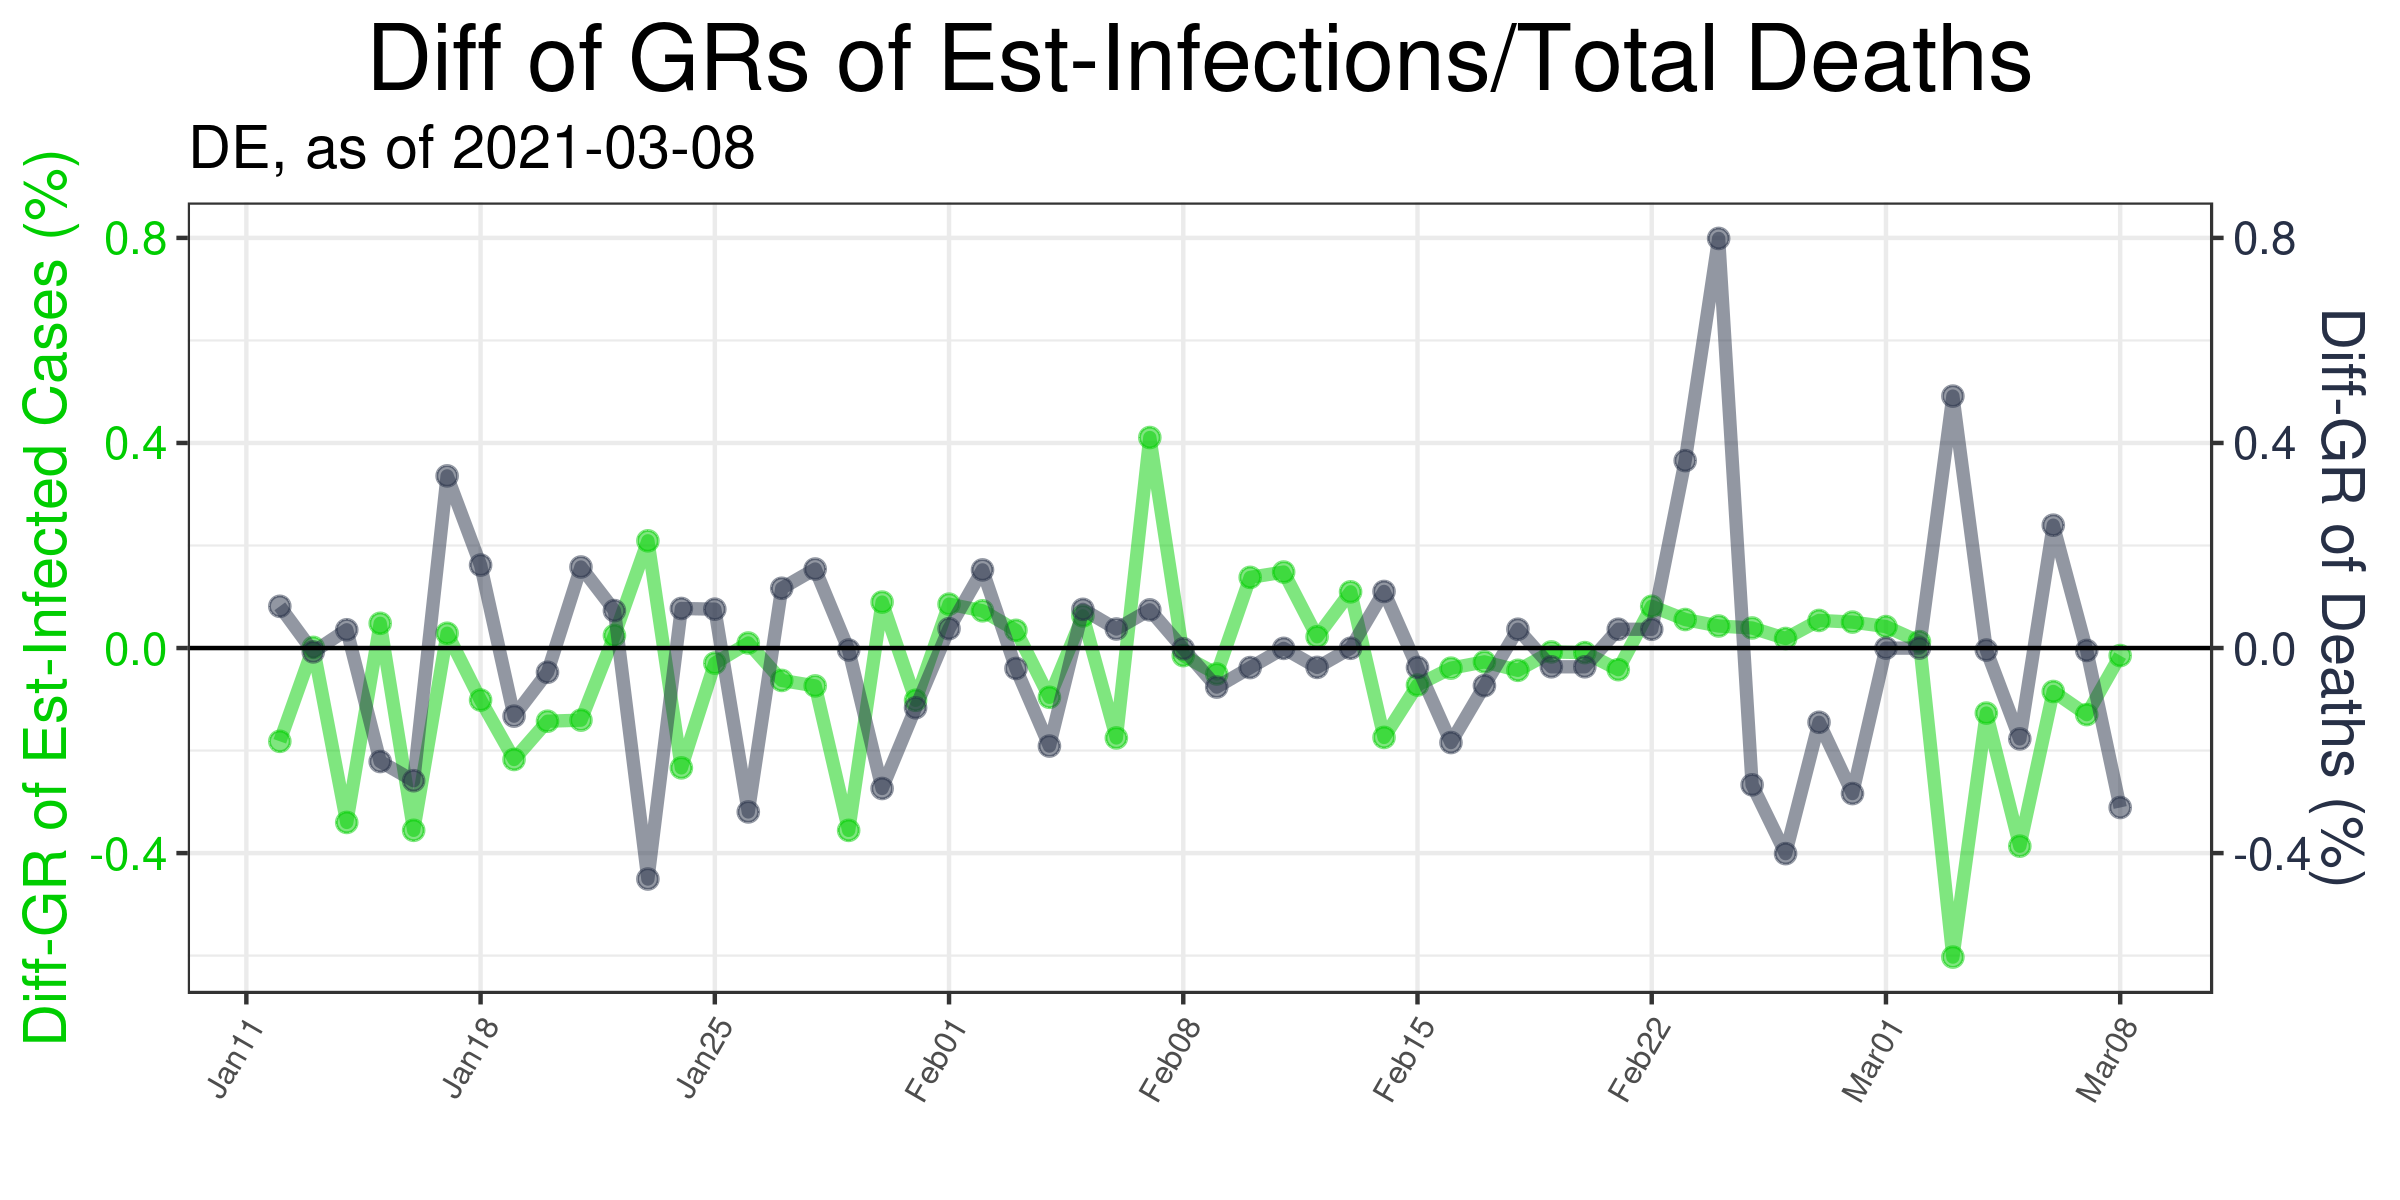 Diff of GRs of Est-Infections/Total Deaths
DE, as of 2021-03-08
Diff-GR of Est-Infected Cases (%)
0.8
0.4
0.0
-0.4
0.8
0.4
0.0
-0.4
Diff-GR of Deaths (%)
Jan11
Jan18
Jan25
Feb01
Feb08
Feb15
Feb22
Mar01
Mar08